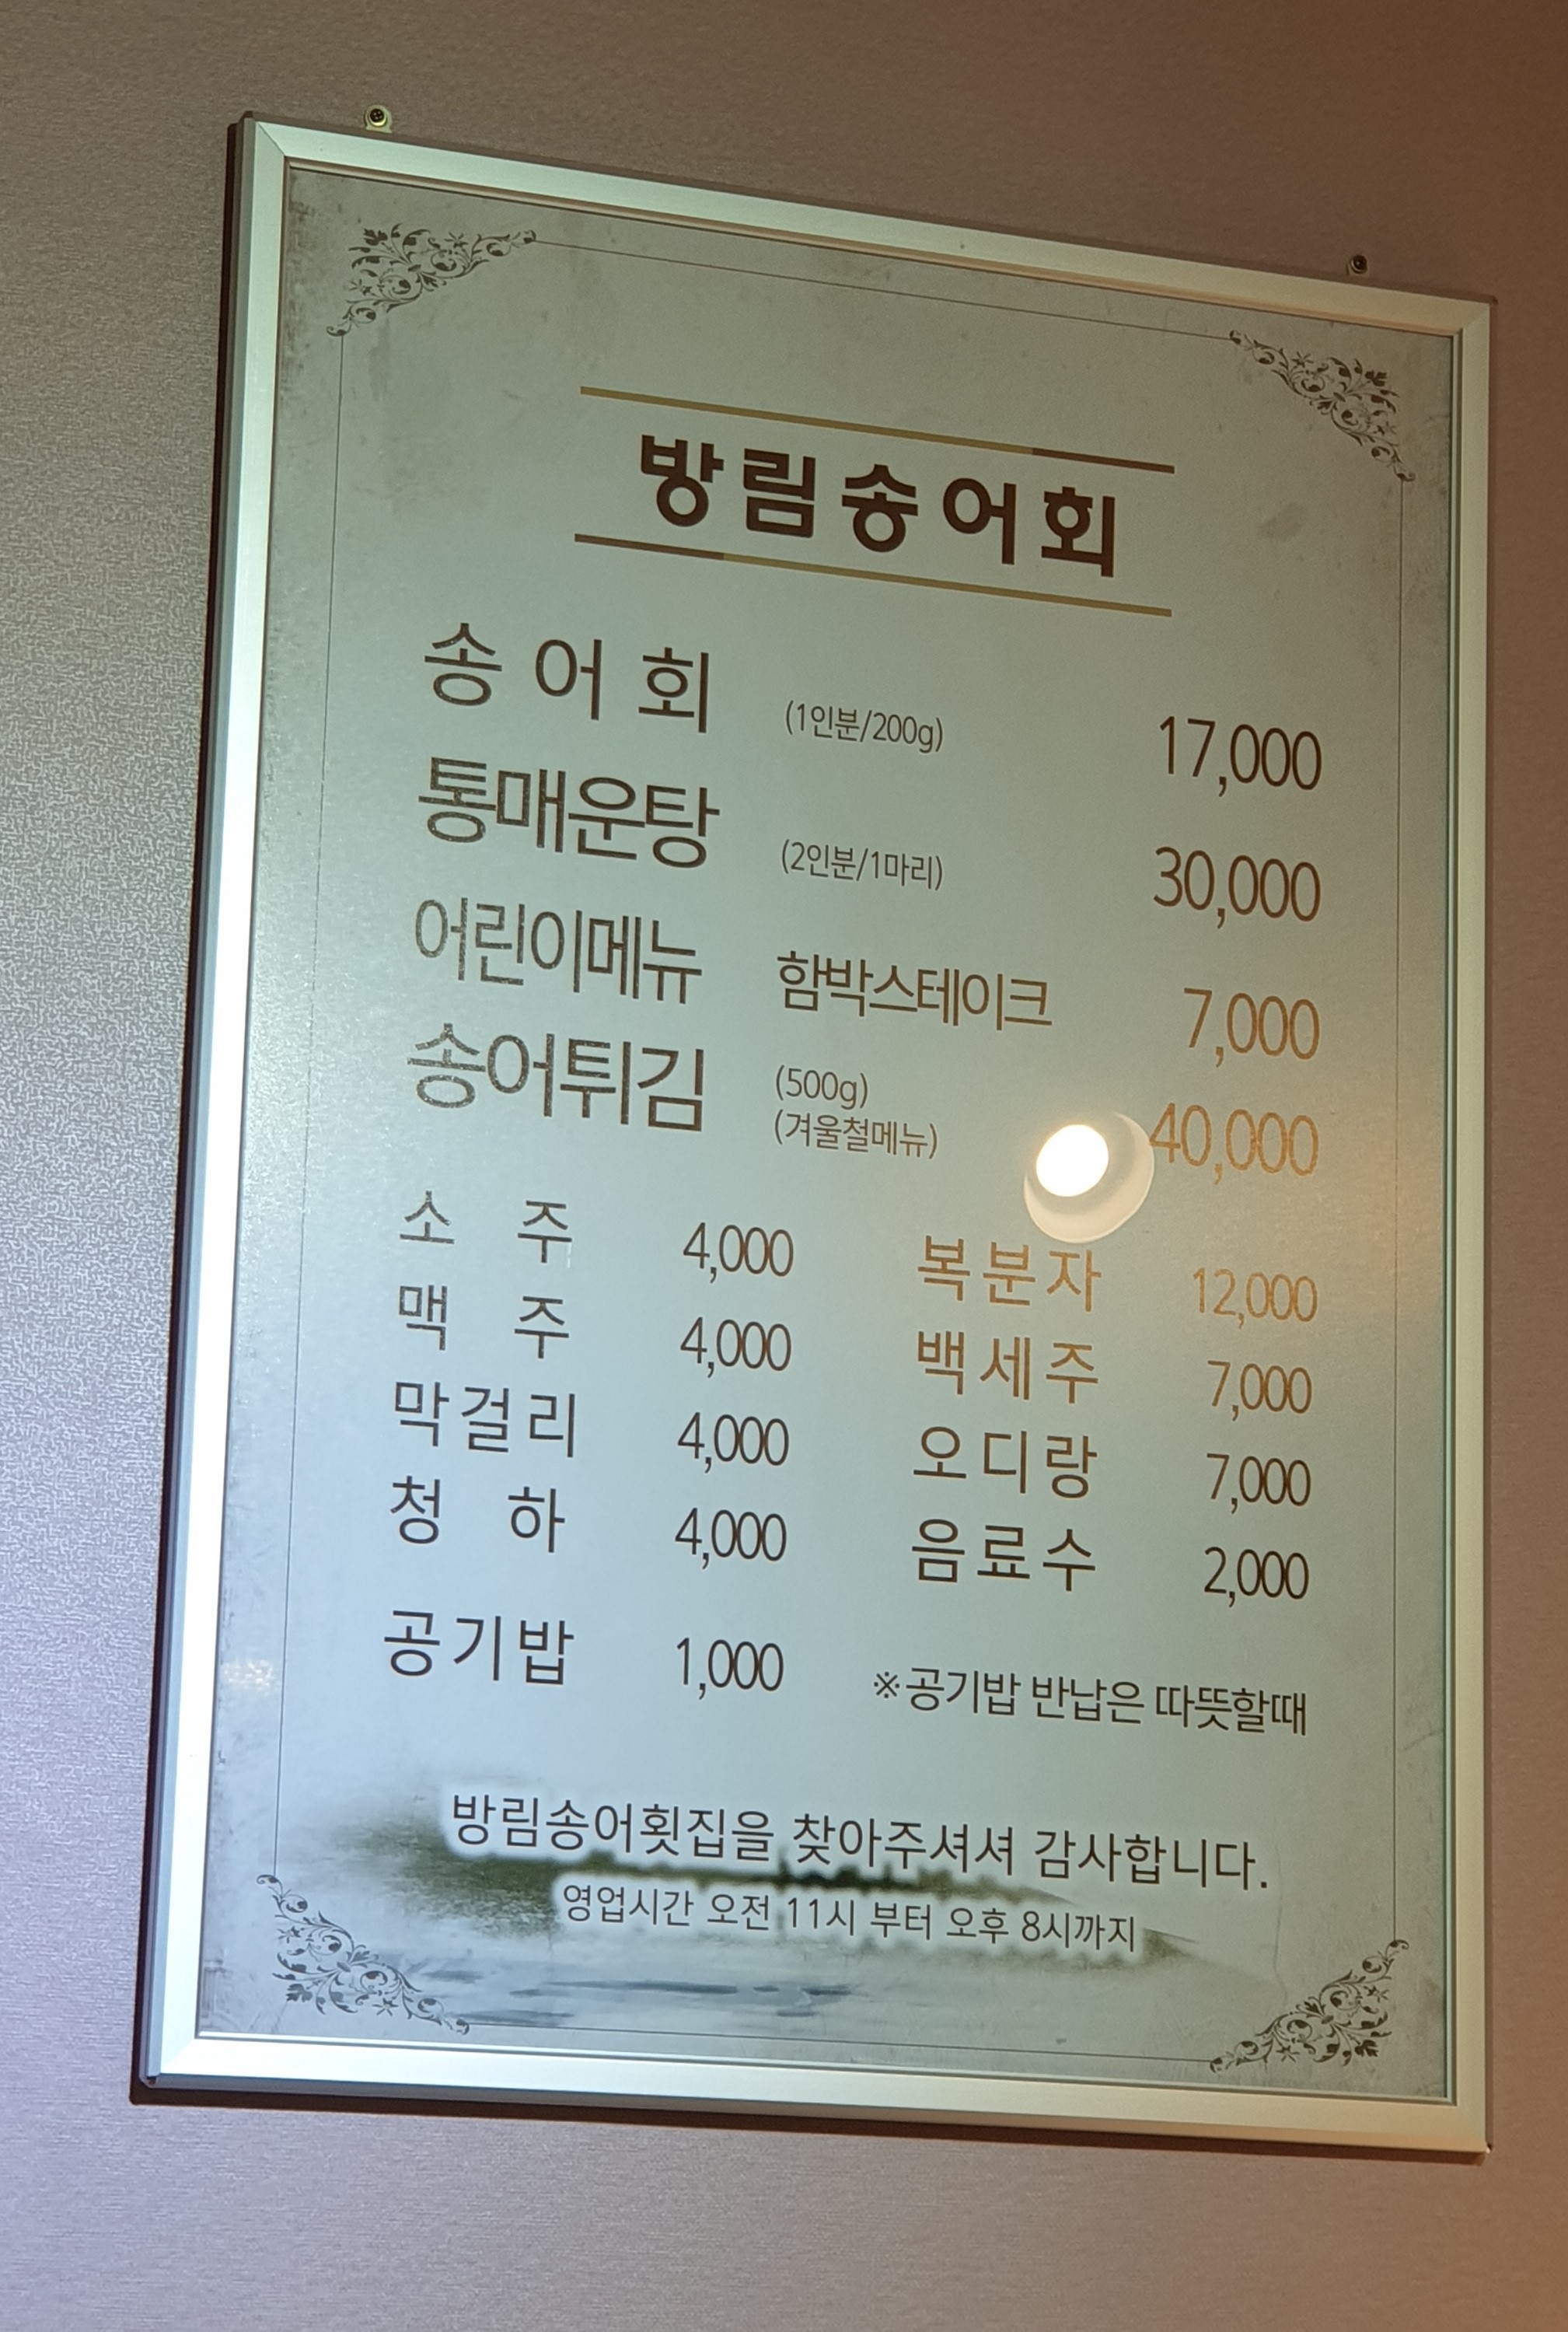 방림송어회
송어회 (1인분/200g) 17,000
통매운탕 (2인분/1마리) 30,000
어린이메뉴 함박스테이크 7,000
송어튀김 (500g) (겨울철메뉴) 40,000
소주 4,000 복분자 12,000
맥주 4,000 백세주 7,000
막걸리 4,000 오디랑 7,000
청하 4,000 음료수 2,000
공기밥 1,000 ※공기밥 반납은 따뜻할때
방림송어횟집을 찾아주셔셔 감사합니다.
영업시간 오전 11시 부터 오후 8시까지